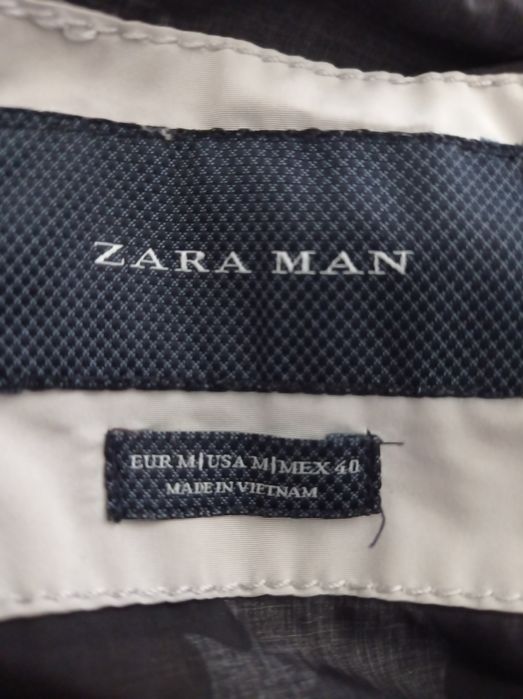 ZARA MAN
EUR M|USA M|MEX 40
MADE IN VIETNAM